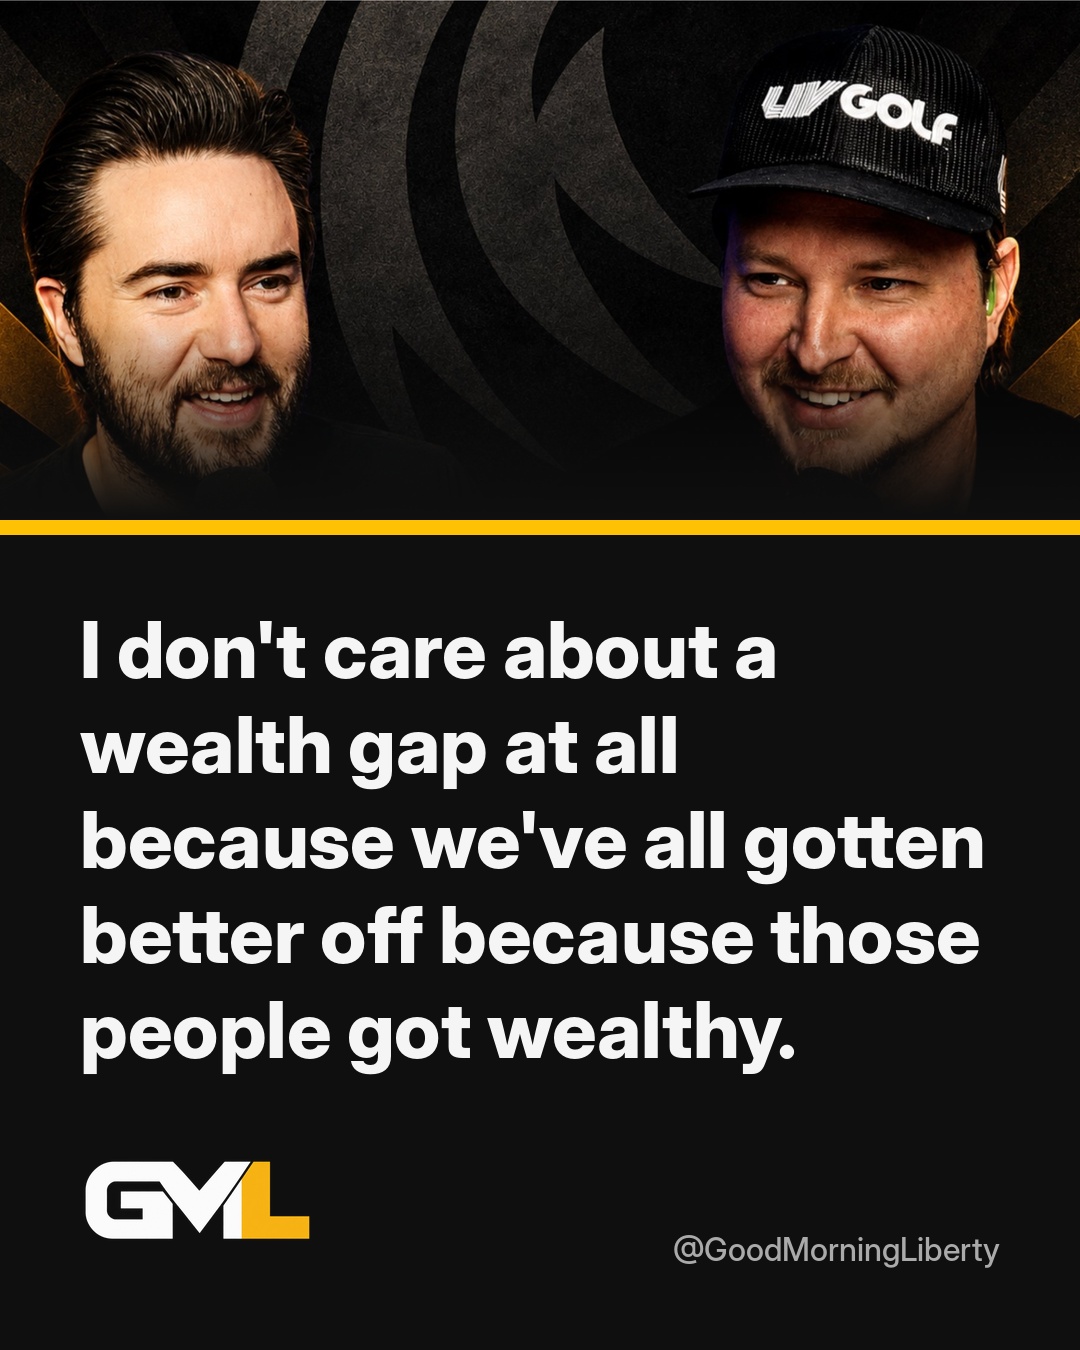 LIV GOLF
I don't care about a
wealth gap at all
because we've all gotten
better off because those
people got wealthy.
GML
@GoodMorningLiberty